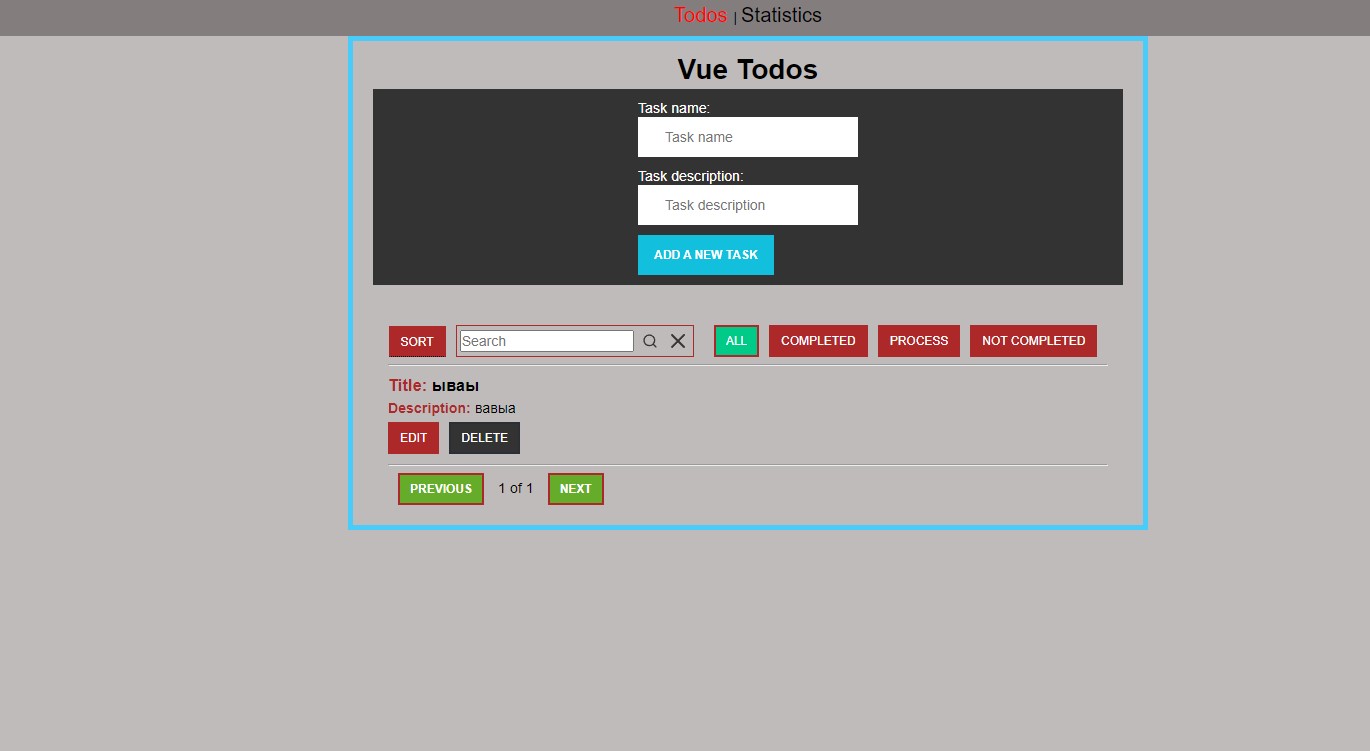 Todos | Statistics
Vue Todos
Task name:
Task name
Task description:
Task description
ADD A NEW TASK
SORT Search ALL COMPLETED PROCESS NOT COMPLETED
Title: ываы
Description: вавыа
EDIT DELETE
PREVIOUS 1 of 1 NEXT